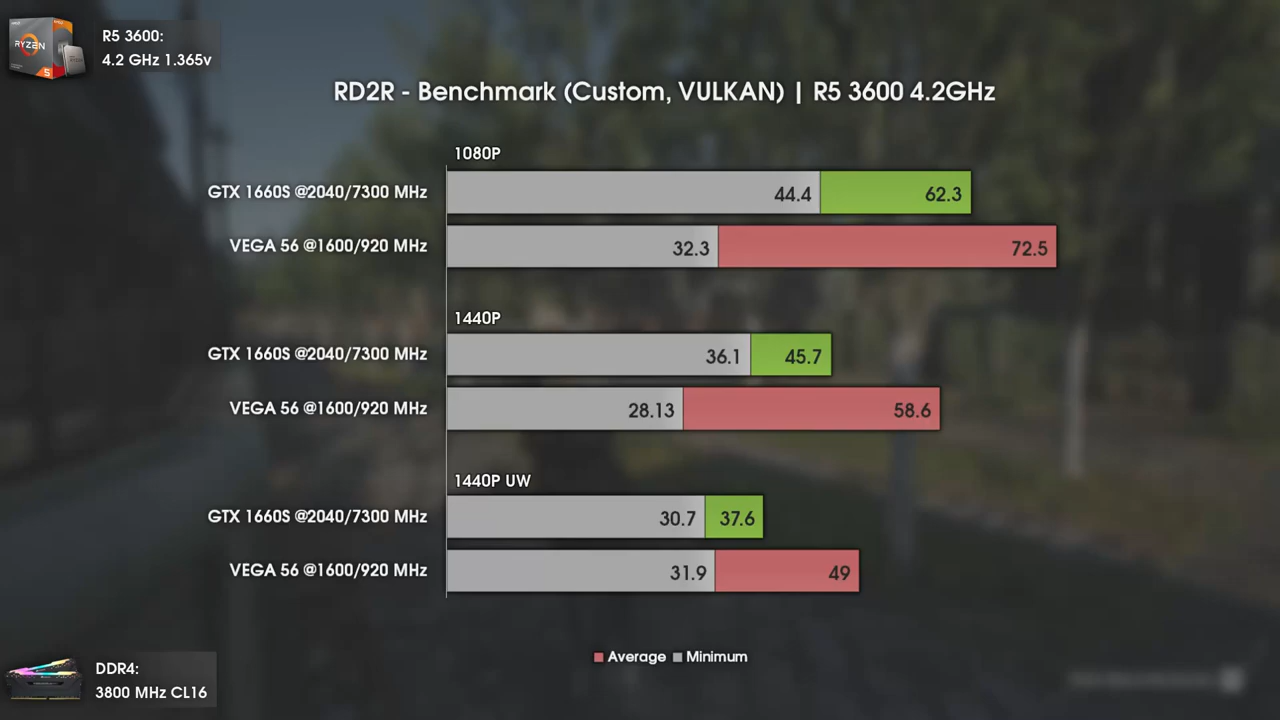 R5 3600:
4.2 GHz 1.365v
RYZEN
5
RD2R - Benchmark (Custom, VULKAN) | R5 3600 4.2GHz
1080P
GTX 1660S @2040/7300 MHz 44.4 62.3
VEGA 56 @1600/920 MHz 32.3 72.5
1440P
GTX 1660S @2040/7300 MHz 36.1 45.7
VEGA 56 @1600/920 MHz 28.13 58.6
1440P UW
GTX 1660S @2040/7300 MHz 30.7 37.6
VEGA 56 @1600/920 MHz 31.9 49
Average Minimum
DDR4:
3800 MHz CL16